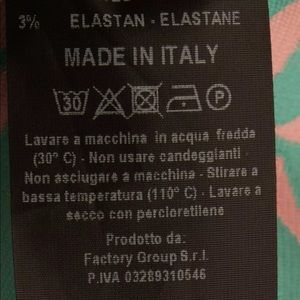 3% ELASTAN - ELASTANE
MADE IN ITALY
30 P
Lavare a macchina in acqua fredda
(30° C) - Non usare candeggianti -
Non asciugare a macchina - Stirare a
bassa temperatura (110° C) - Lavare a
secco con percloretilene
Prodotto da:
Factory Group S.r.l.
P.IVA 03289310546